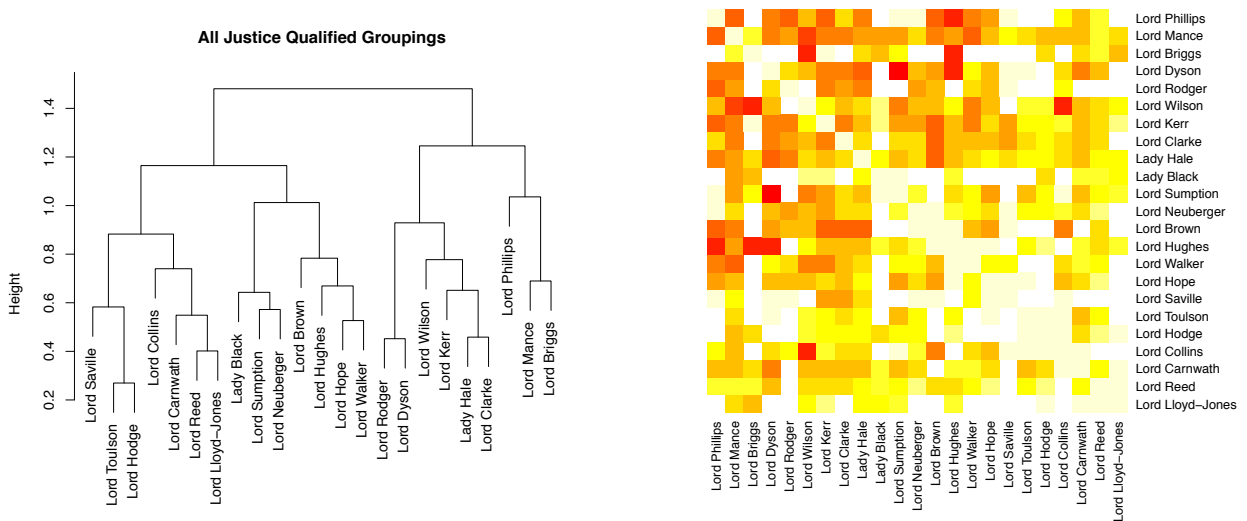 All Justice Qualified Groupings
Height
1.4
1.2
1.0
0.8
0.6
0.4
0.2
Lord Saville
Lord Toulson
Lord Hodge
Lord Collins
Lord Carnwath
Lord Reed
Lord Lloyd−Jones
Lady Black
Lord Sumption
Lord Neuberger
Lord Brown
Lord Hughes
Lord Hope
Lord Walker
Lord Rodger
Lord Dyson
Lord Wilson
Lord Kerr
Lady Hale
Lord Clarke
Lord Phillips
Lord Mance
Lord Briggs
Lord Phillips
Lord Mance
Lord Briggs
Lord Dyson
Lord Rodger
Lord Wilson
Lord Kerr
Lord Clarke
Lady Hale
Lady Black
Lord Sumption
Lord Neuberger
Lord Brown
Lord Hughes
Lord Walker
Lord Hope
Lord Saville
Lord Toulson
Lord Hodge
Lord Collins
Lord Carnwath
Lord Reed
Lord Lloyd−Jones
Lord Phillips
Lord Mance
Lord Briggs
Lord Dyson
Lord Rodger
Lord Wilson
Lord Kerr
Lord Clarke
Lady Hale
Lady Black
Lord Sumption
Lord Neuberger
Lord Brown
Lord Hughes
Lord Walker
Lord Hope
Lord Saville
Lord Toulson
Lord Hodge
Lord Collins
Lord Carnwath
Lord Reed
Lord Lloyd−Jones